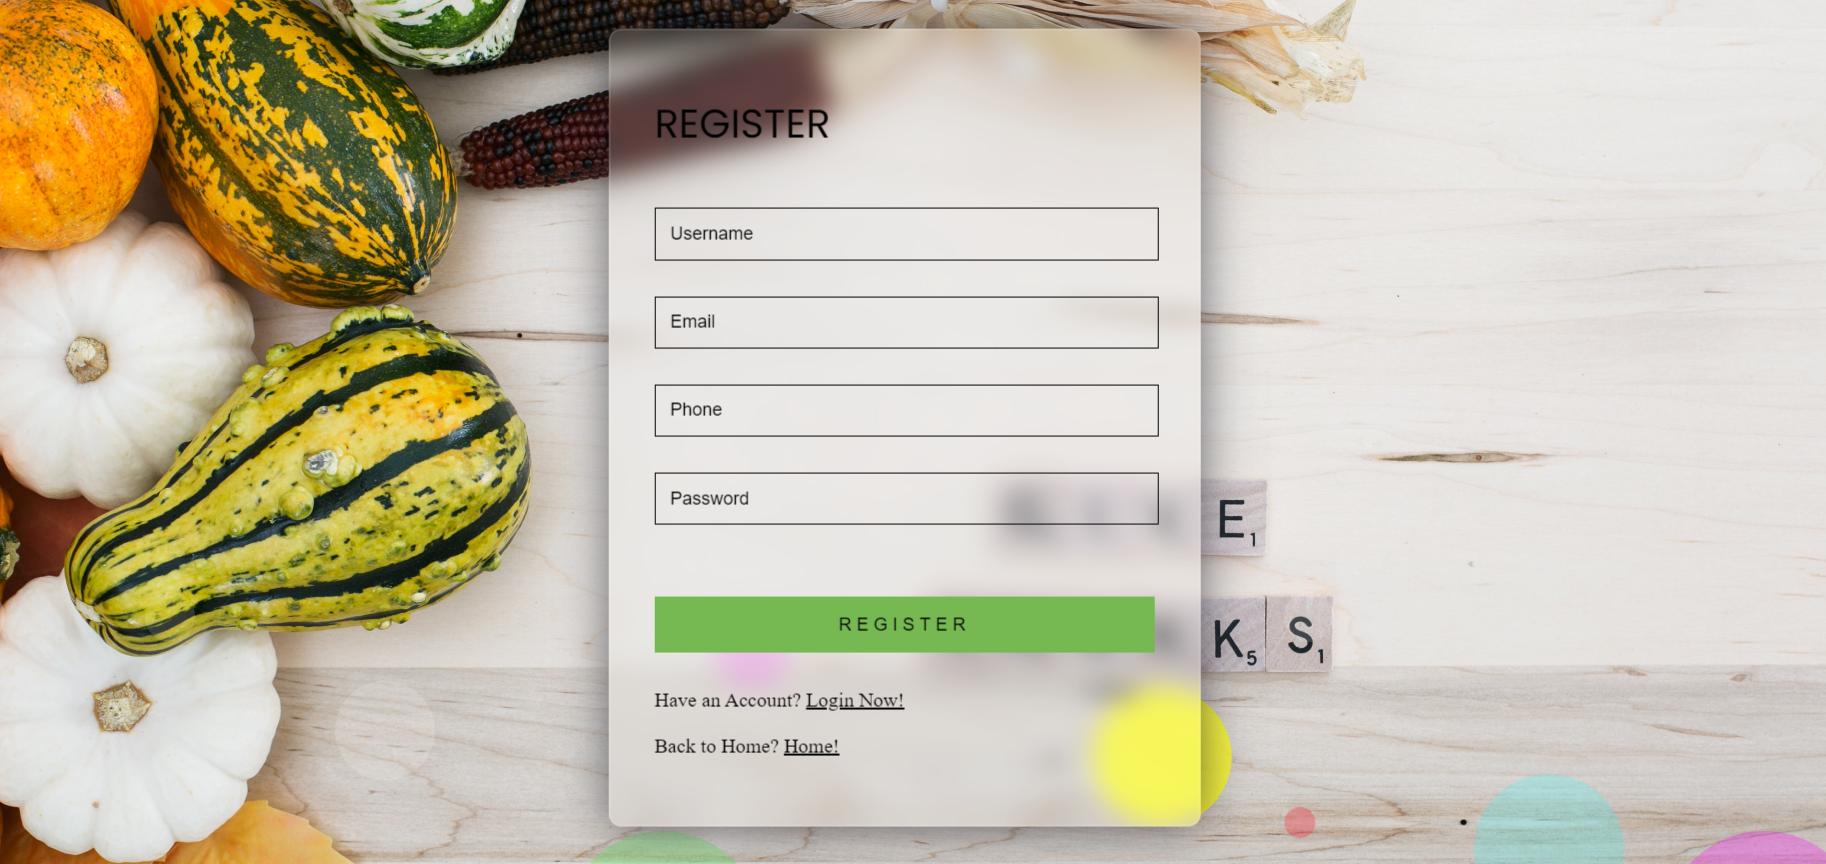 REGISTER
Username
Email
Phone
Password
E1
REGISTER
K5 S1
Have an Account? Login Now!
Back to Home? Home!